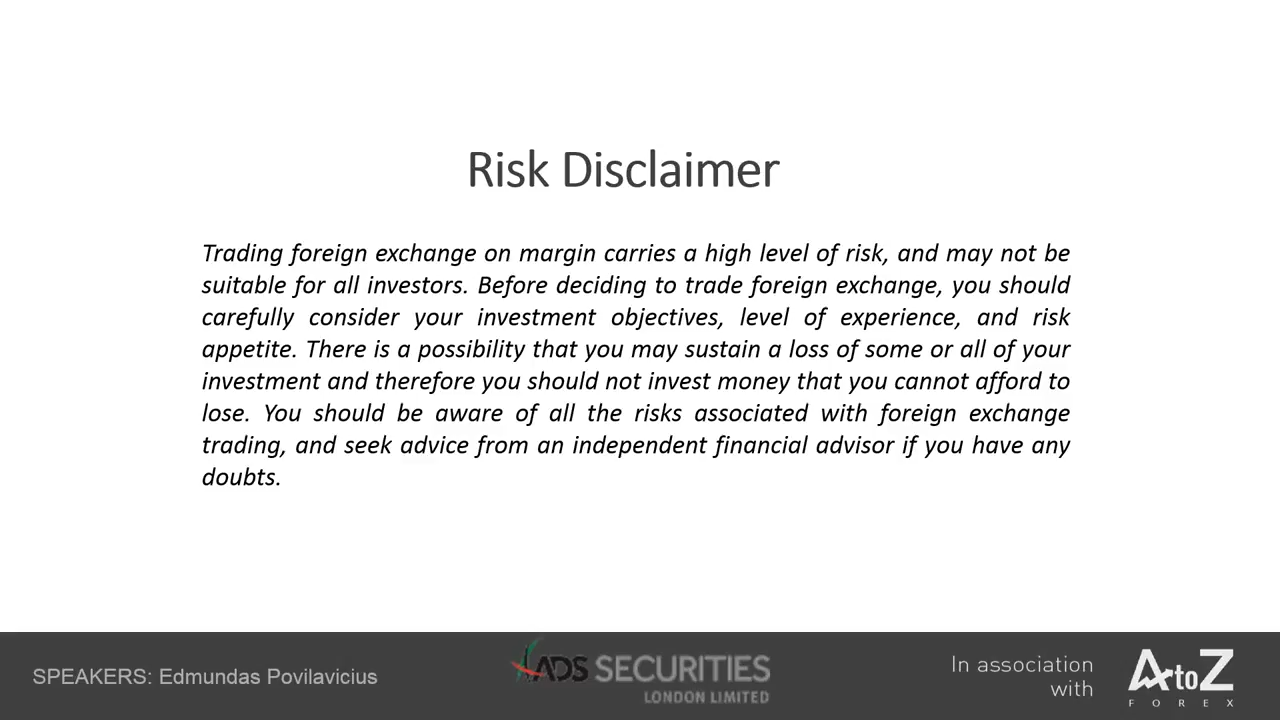 Risk Disclaimer
Trading foreign exchange on margin carries a high level of risk, and may not be
suitable for all investors. Before deciding to trade foreign exchange, you should
carefully consider your investment objectives, level of experience, and risk
appetite. There is a possibility that you may sustain a loss of some or all of your
investment and therefore you should not invest money that you cannot afford to
lose. You should be aware of all the risks associated with foreign exchange
trading, and seek advice from an independent financial advisor if you have any
doubts.
SPEAKERS: Edmundas Povilavicius
ADS SECURITIES
LONDON LIMITED
In association
with
AtoZ
FOREX